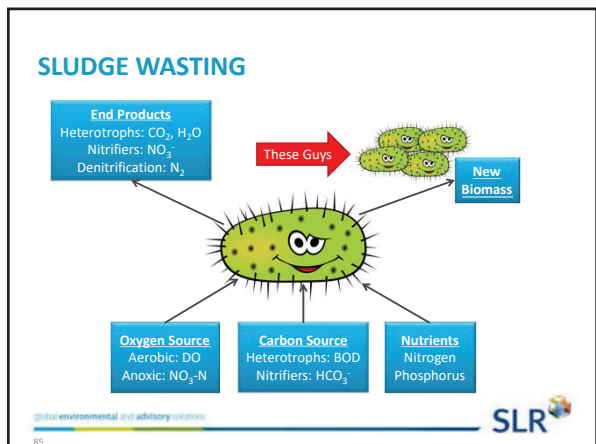 SLUDGE WASTING
End Products
Heterotrophs: CO₂, H₂O
Nitrifiers: NO₃⁻
Denitrification: N₂
These Guys
New
Biomass
Oxygen Source
Aerobic: DO
Anoxic: NO₃-N
Carbon Source
Heterotrophs: BOD
Nitrifiers: HCO₃⁻
Nutrients
Nitrogen
Phosphorus
global environmental and advisory solutions
SLR
85